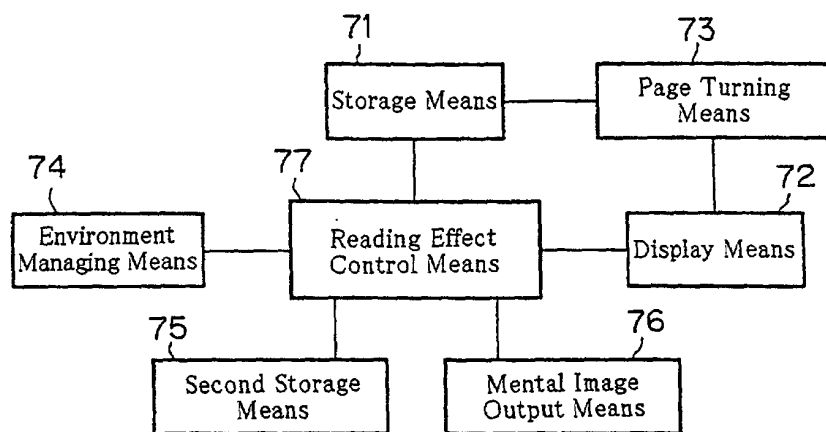 71
Storage Means
73
Page Turning
Means
74
Environment
Managing Means
77
Reading Effect
Control Means
72
Display Means
75
Second Storage
Means
76
Mental Image
Output Means